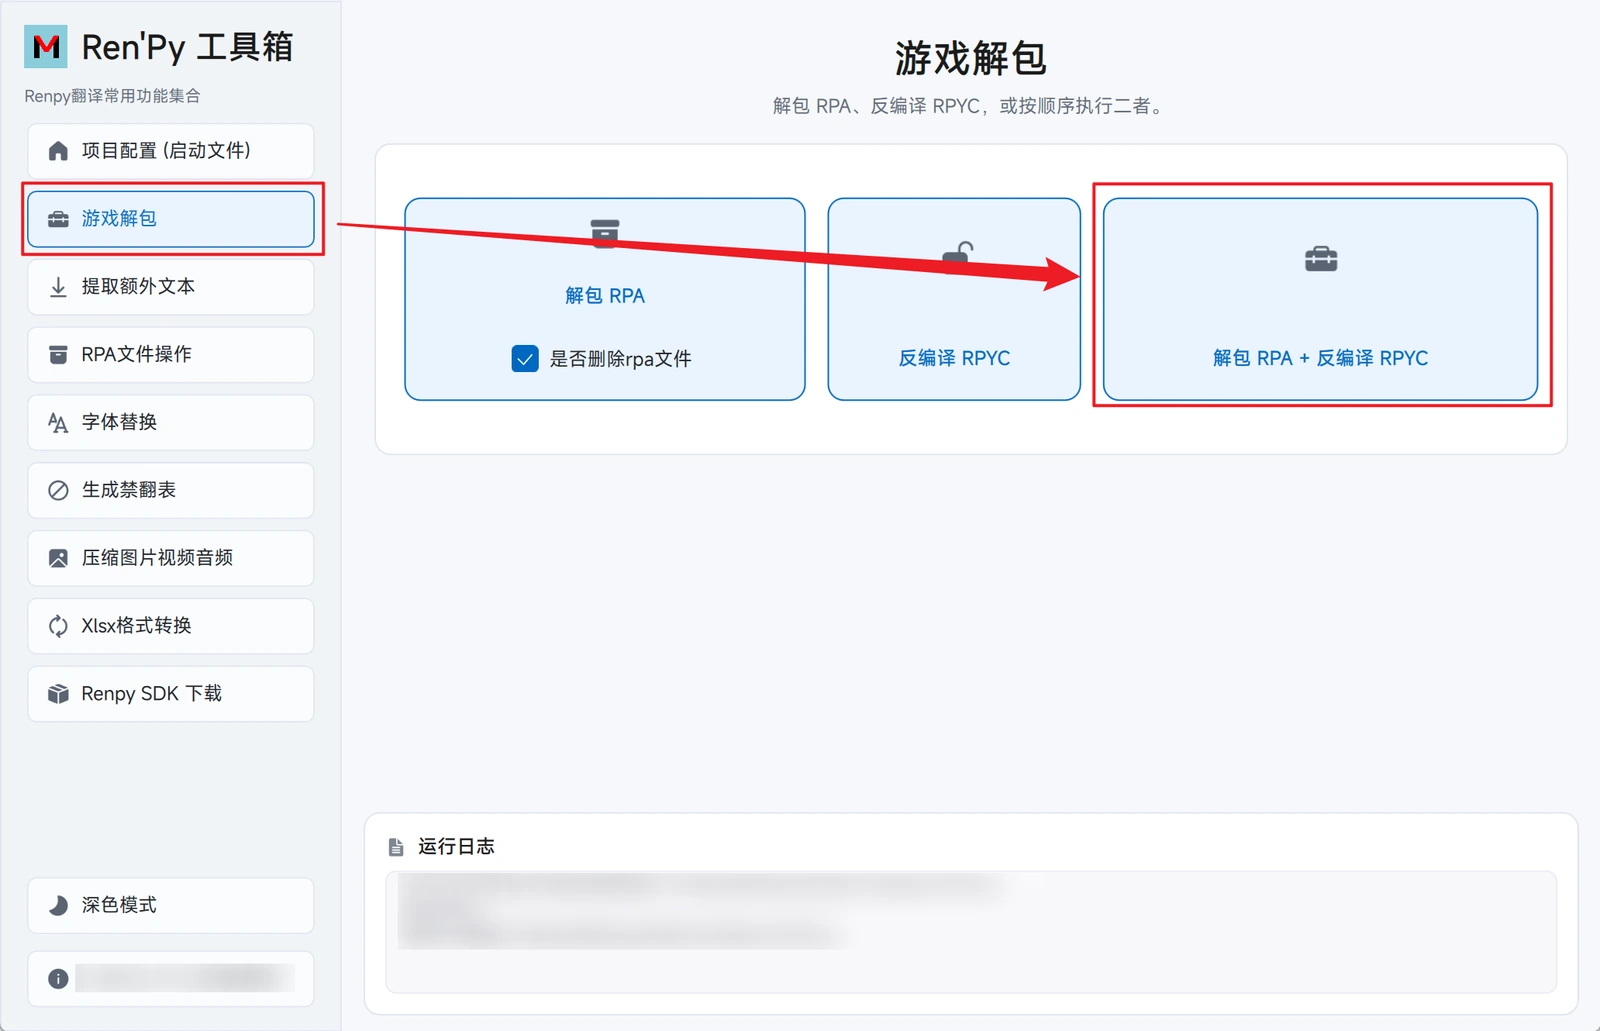 Ren'Py 工具箱
Renpy翻译常用功能集合
项目配置 (启动文件)
游戏解包
提取额外文本
RPA文件操作
字体替换
生成禁翻表
压缩图片视频音频
Xlsx格式转换
Renpy SDK 下载
深色模式
游戏解包
解包 RPA、反编译 RPYC，或按顺序执行二者。
解包 RPA
是否删除rpa文件
反编译 RPYC
解包 RPA + 反编译 RPYC
运行日志